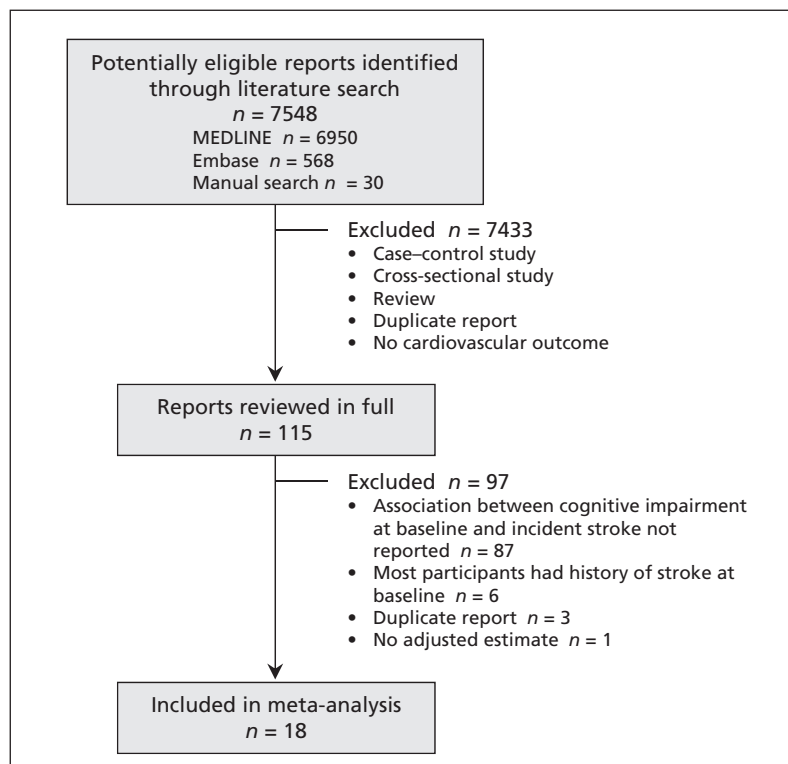 Potentially eligible reports identified
through literature search
n = 7548
MEDLINE n = 6950
Embase n = 568
Manual search n = 30
Excluded n = 7433
• Case–control study
• Cross-sectional study
• Review
• Duplicate report
• No cardiovascular outcome
Reports reviewed in full
n = 115
Excluded n = 97
• Association between cognitive impairment
at baseline and incident stroke not
reported n = 87
• Most participants had history of stroke at
baseline n = 6
• Duplicate report n = 3
• No adjusted estimate n = 1
Included in meta-analysis
n = 18